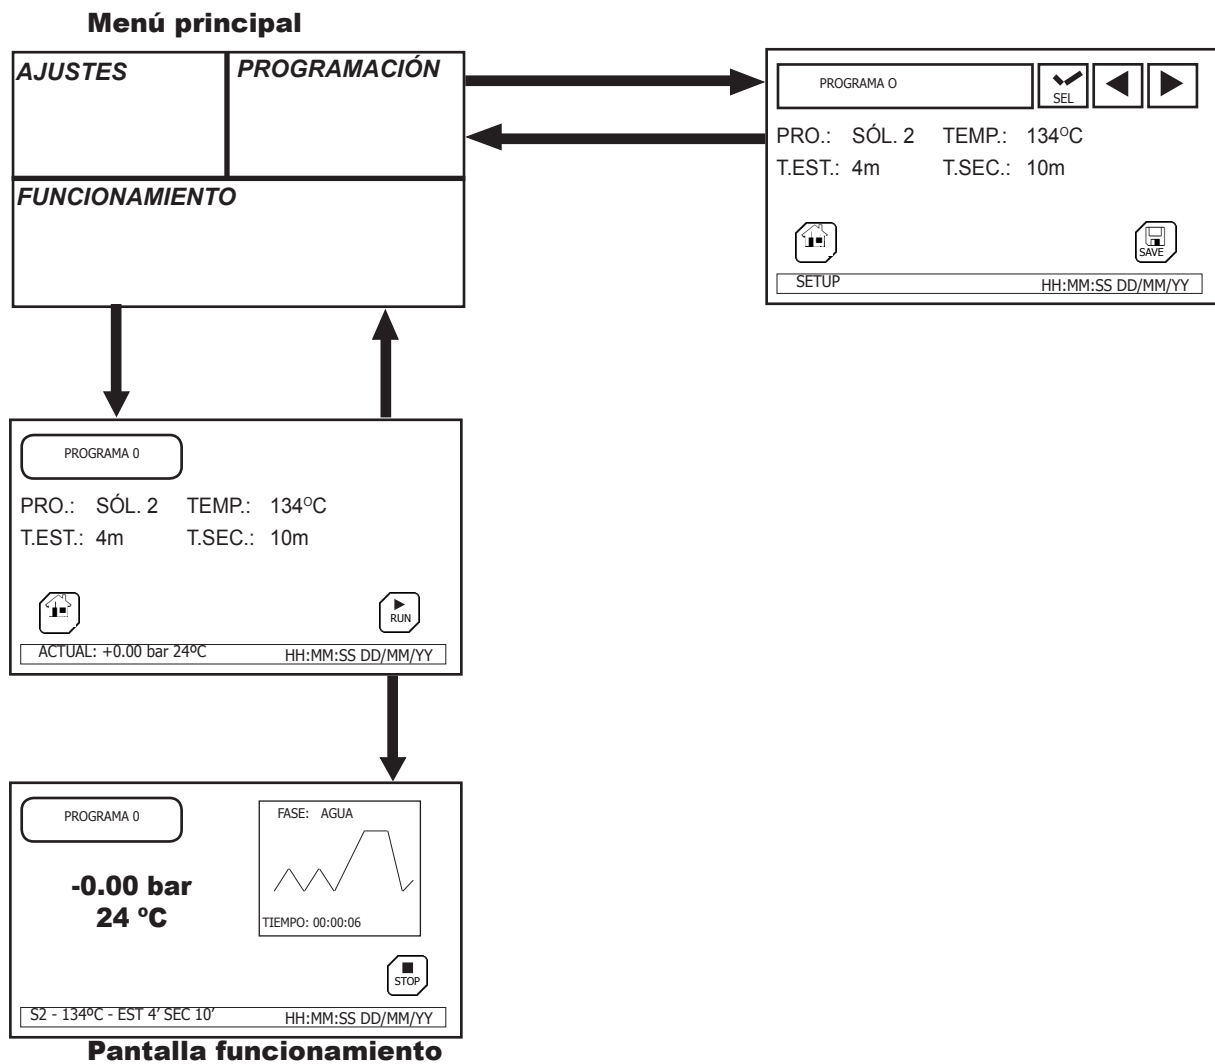 Menú principal
AJUSTES
PROGRAMACIÓN
FUNCIONAMIENTO
PROGRAMA O
SEL
PRO.: SÓL. 2 TEMP.: 134ºC
T.EST.: 4m T.SEC.: 10m
SAVE
SETUP HH:MM:SS DD/MM/YY
PROGRAMA 0
PRO.: SÓL. 2 TEMP.: 134ºC
T.EST.: 4m T.SEC.: 10m
RUN
ACTUAL: +0.00 bar 24ºC HH:MM:SS DD/MM/YY
PROGRAMA 0
FASE: AGUA
-0.00 bar
24 ºC
TIEMPO: 00:00:06
STOP
S2 - 134ºC - EST 4’ SEC 10’ HH:MM:SS DD/MM/YY
Pantalla funcionamiento